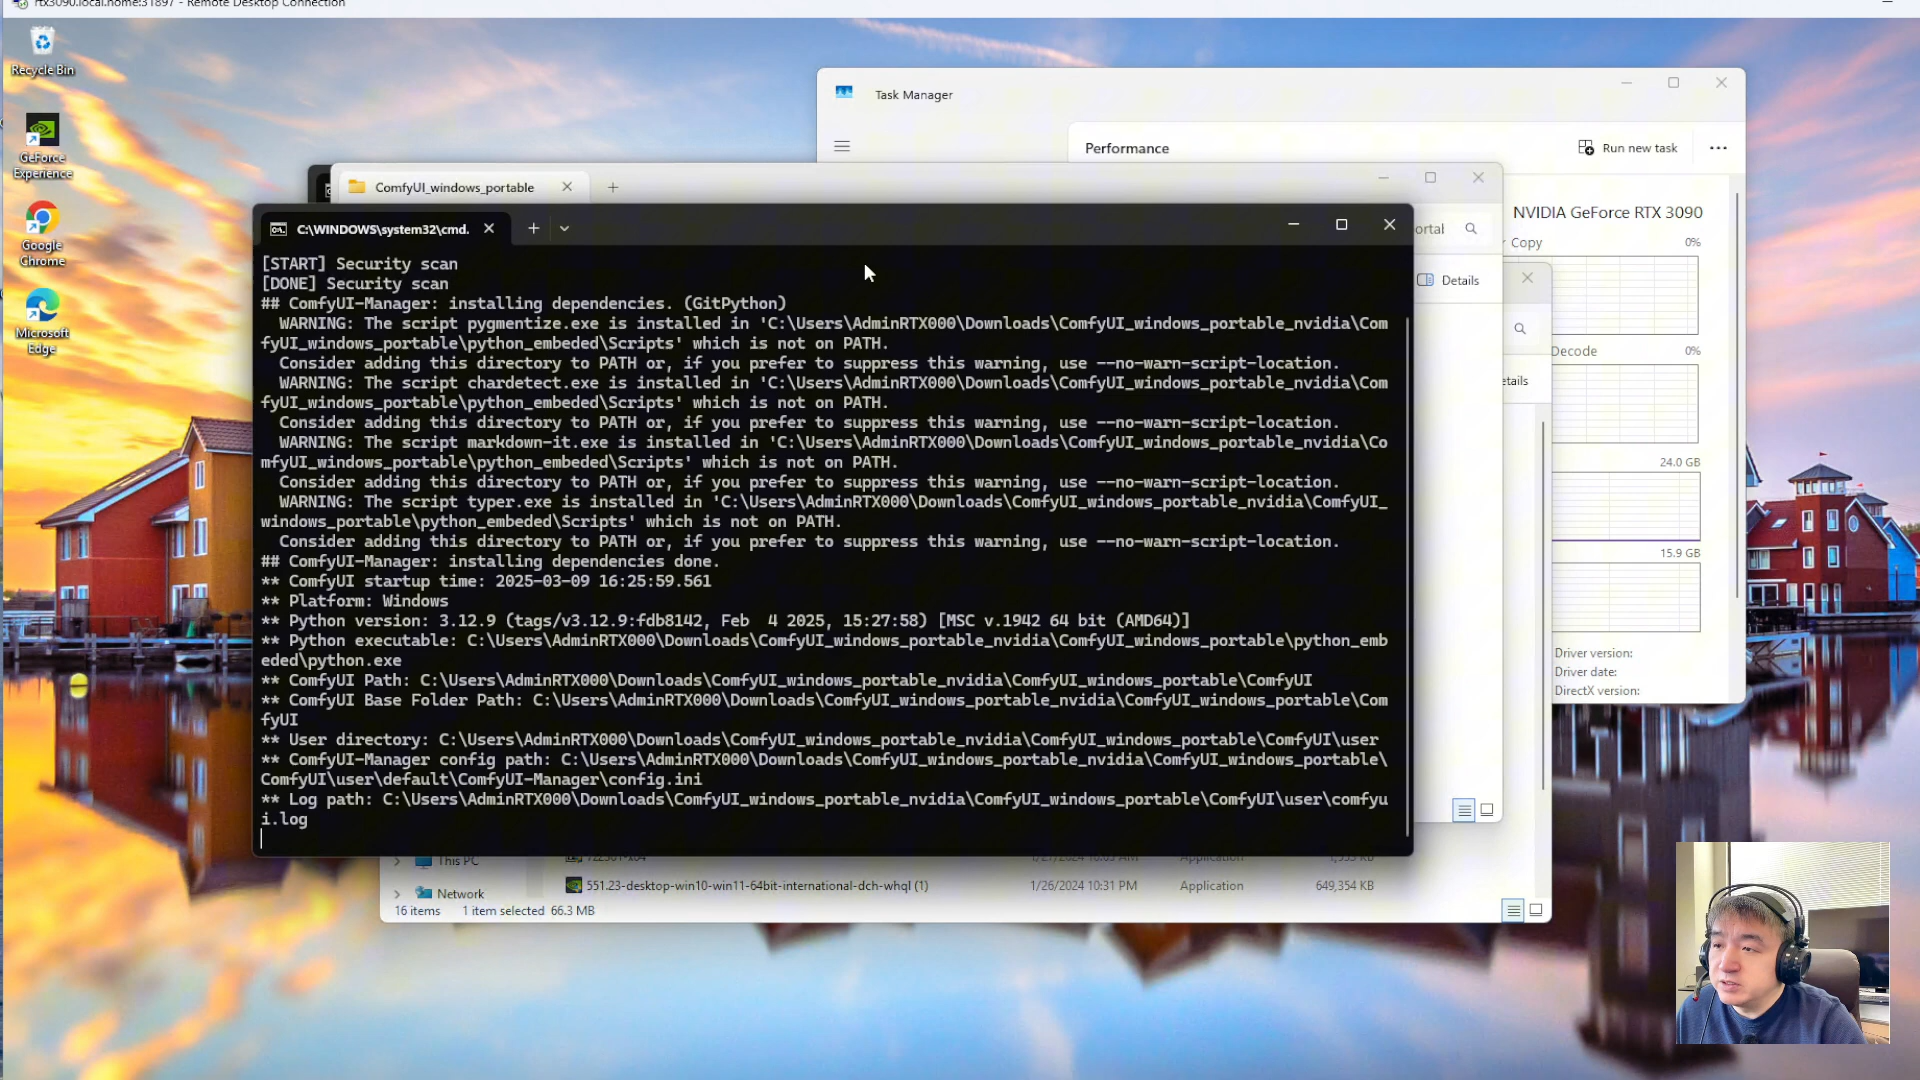 rtx3090.local.home:31897 - Remote Desktop Connection
Recycle Bin
GeForce
Experience
Google
Chrome
Microsoft
Edge
Task Manager
Performance
Run new task
NVIDIA GeForce RTX 3090
Copy
0%
Decode
0%
24.0 GB
15.9 GB
Driver version:
Driver date:
DirectX version:
ComfyUI_windows_portable
Details
C:\WINDOWS\system32\cmd.
[START] Security scan
[DONE] Security scan
## ComfyUI-Manager: installing dependencies. (GitPython)
WARNING: The script pygmentize.exe is installed in 'C:\Users\AdminRTX000\Downloads\ComfyUI_windows_portable_nvidia\Com
fyUI_windows_portable\python_embeded\Scripts' which is not on PATH.
Consider adding this directory to PATH or, if you prefer to suppress this warning, use --no-warn-script-location.
WARNING: The script chardetect.exe is installed in 'C:\Users\AdminRTX000\Downloads\ComfyUI_windows_portable_nvidia\Com
fyUI_windows_portable\python_embeded\Scripts' which is not on PATH.
Consider adding this directory to PATH or, if you prefer to suppress this warning, use --no-warn-script-location.
WARNING: The script markdown-it.exe is installed in 'C:\Users\AdminRTX000\Downloads\ComfyUI_windows_portable_nvidia\Co
mfyUI_windows_portable\python_embeded\Scripts' which is not on PATH.
Consider adding this directory to PATH or, if you prefer to suppress this warning, use --no-warn-script-location.
WARNING: The script typer.exe is installed in 'C:\Users\AdminRTX000\Downloads\ComfyUI_windows_portable_nvidia\ComfyUI_
windows_portable\python_embeded\Scripts' which is not on PATH.
Consider adding this directory to PATH or, if you prefer to suppress this warning, use --no-warn-script-location.
## ComfyUI-Manager: installing dependencies done.
** ComfyUI startup time: 2025-03-09 16:25:59.561
** Platform: Windows
** Python version: 3.12.9 (tags/v3.12.9:fdb8142, Feb  4 2025, 15:27:58) [MSC v.1942 64 bit (AMD64)]
** Python executable: C:\Users\AdminRTX000\Downloads\ComfyUI_windows_portable_nvidia\ComfyUI_windows_portable\python_emb
eded\python.exe
** ComfyUI Path: C:\Users\AdminRTX000\Downloads\ComfyUI_windows_portable_nvidia\ComfyUI_windows_portable\ComfyUI
** ComfyUI Base Folder Path: C:\Users\AdminRTX000\Downloads\ComfyUI_windows_portable_nvidia\ComfyUI_windows_portable\Com
fyUI
** User directory: C:\Users\AdminRTX000\Downloads\ComfyUI_windows_portable_nvidia\ComfyUI_windows_portable\ComfyUI\user
** ComfyUI-Manager config path: C:\Users\AdminRTX000\Downloads\ComfyUI_windows_portable_nvidia\ComfyUI_windows_portable\
ComfyUI\user\default\ComfyUI-Manager\config.ini
** Log path: C:\Users\AdminRTX000\Downloads\ComfyUI_windows_portable_nvidia\ComfyUI_windows_portable\ComfyUI\user\comfyu
i.log
This PC
Application
Network
551.23-desktop-win10-win11-64bit-international-dch-whql (1)
1/26/2024 10:31 PM
Application
649,354 KB
16 items
1 item selected
66.3 MB